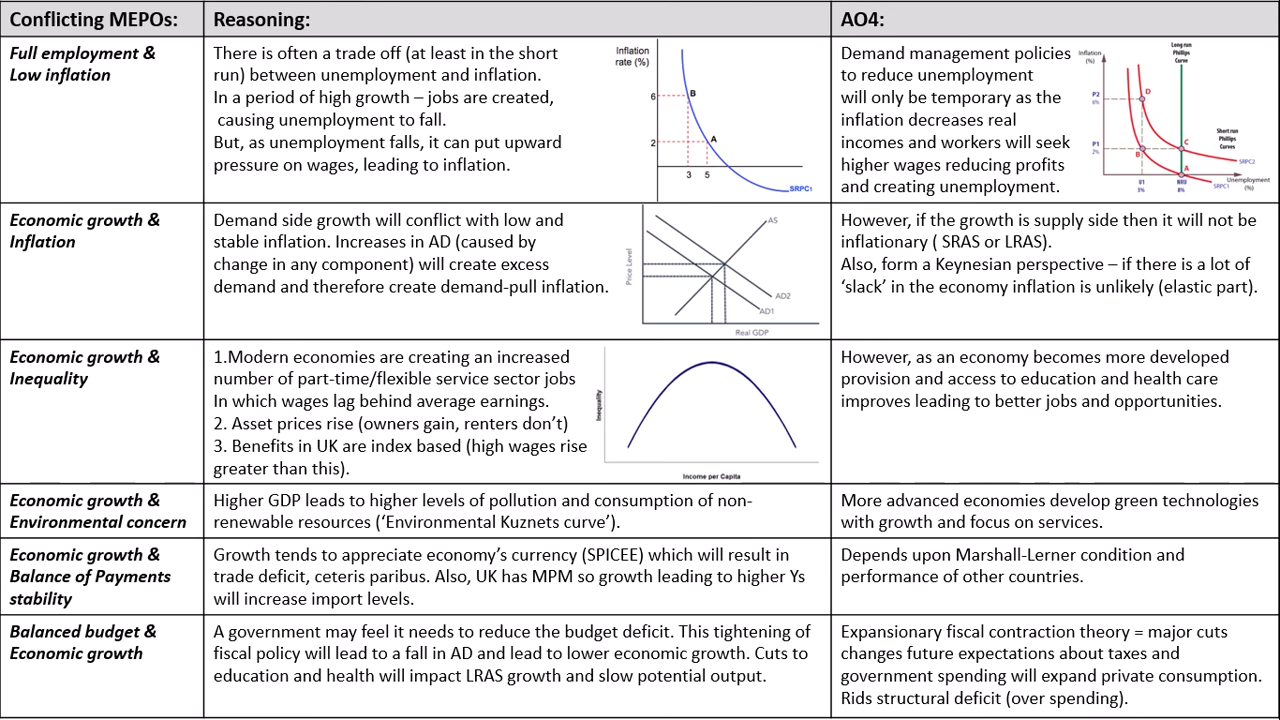 Conflicting MEPOs:
Reasoning:
AO4:
Full employment &
Low inflation
There is often a trade off (at least in the short
run) between unemployment and inflation.
In a period of high growth – jobs are created,
causing unemployment to fall.
But, as unemployment falls, it can put upward
pressure on wages, leading to inflation.
Inflation
rate (%)
6
B
2
A
3
5
SRPC1
Demand management policies
to reduce unemployment
will only be temporary as the
inflation decreases real
incomes and workers will seek
higher wages reducing profits
and creating unemployment.
Inflation
(%)
Long run
Phillips
Curve
P2
6%
D
P1
2%
B
C
Short run
Phillips
Curves
SRPC2
A
SRPC1
Unemployment
(%)
U1
3%
NRU
8%
Economic growth &
Inflation
Demand side growth will conflict with low and
stable inflation. Increases in AD (caused by
change in any component) will create excess
demand and therefore create demand-pull inflation.
Price Level
AS
AD2
AD1
Real GDP
However, if the growth is supply side then it will not be
inflationary ( SRAS or LRAS).
Also, form a Keynesian perspective – if there is a lot of
‘slack’ in the economy inflation is unlikely (elastic part).
Economic growth &
Inequality
1.Modern economies are creating an increased
number of part-time/flexible service sector jobs
In which wages lag behind average earnings.
2. Asset prices rise (owners gain, renters don’t)
3. Benefits in UK are index based (high wages rise
greater than this).
Inequality
Income per Capita
However, as an economy becomes more developed
provision and access to education and health care
improves leading to better jobs and opportunities.
Economic growth &
Environmental concern
Higher GDP leads to higher levels of pollution and consumption of non-
renewable resources (‘Environmental Kuznets curve’).
More advanced economies develop green technologies
with growth and focus on services.
Economic growth &
Balance of Payments
stability
Growth tends to appreciate economy’s currency (SPICEE) which will result in
trade deficit, ceteris paribus. Also, UK has MPM so growth leading to higher Ys
will increase import levels.
Depends upon Marshall-Lerner condition and
performance of other countries.
Balanced budget &
Economic growth
A government may feel it needs to reduce the budget deficit. This tightening of
fiscal policy will lead to a fall in AD and lead to lower economic growth. Cuts to
education and health will impact LRAS growth and slow potential output.
Expansionary fiscal contraction theory = major cuts
changes future expectations about taxes and
government spending will expand private consumption.
Rids structural deficit (over spending).